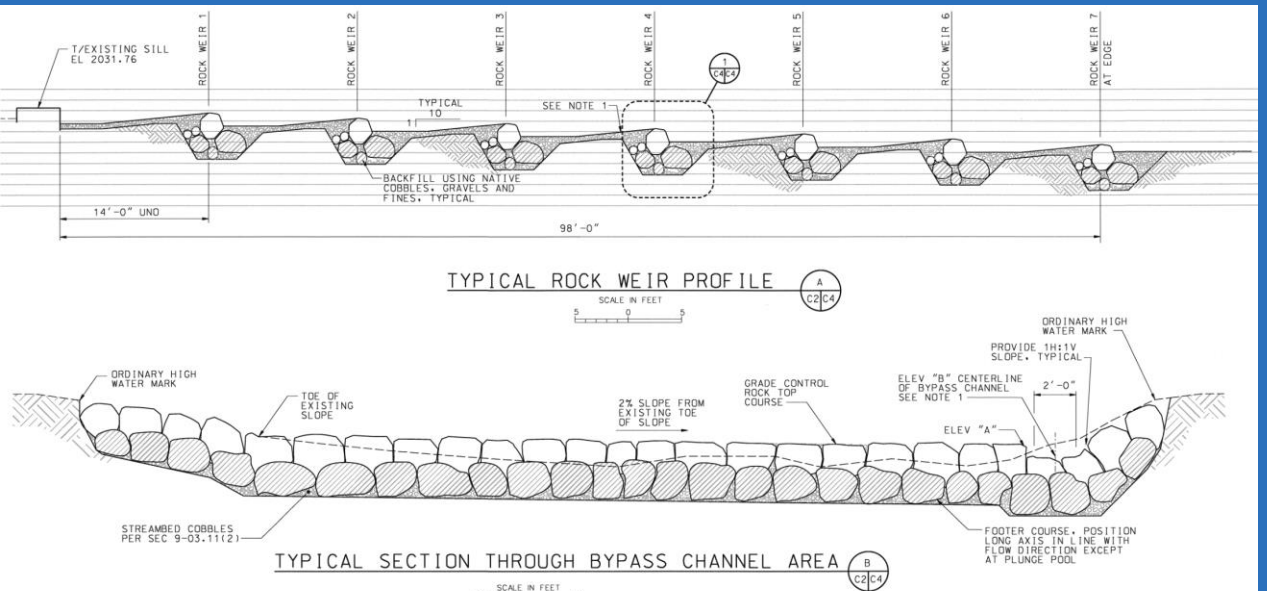 ROCK WEIR 1
ROCK WEIR 2
ROCK WEIR 3
ROCK WEIR 4
ROCK WEIR 5
ROCK WEIR 6
ROCK WEIR 7
AT EDGE
T/EXISTING SILL
EL 2031.76
TYPICAL
10
1
SEE NOTE 1
1
C4 C4
BACKFILL USING NATIVE
COBBLES, GRAVELS AND
FINES, TYPICAL
14'-0" UNO
98'-0"
TYPICAL ROCK WEIR PROFILE
A
C2 C4
SCALE IN FEET
5 0 5
ORDINARY HIGH
WATER MARK
TOE OF
EXISTING
SLOPE
2% SLOPE FROM
EXISTING TOE
OF SLOPE
GRADE CONTROL
ROCK TOP
COURSE
ELEV "B" CENTERLINE
OF BYPASS CHANNEL
SEE NOTE 1
ELEV "A"
PROVIDE 1H:1V
SLOPE, TYPICAL
2'-0"
ORDINARY HIGH
WATER MARK
STREAMBED COBBLES
PER SEC 9-03.11(2)
FOOTER COURSE. POSITION
LONG AXIS IN LINE WITH
FLOW DIRECTION EXCEPT
AT PLUNGE POOL
TYPICAL SECTION THROUGH BYPASS CHANNEL AREA
B
C2 C4
SCALE IN FEET